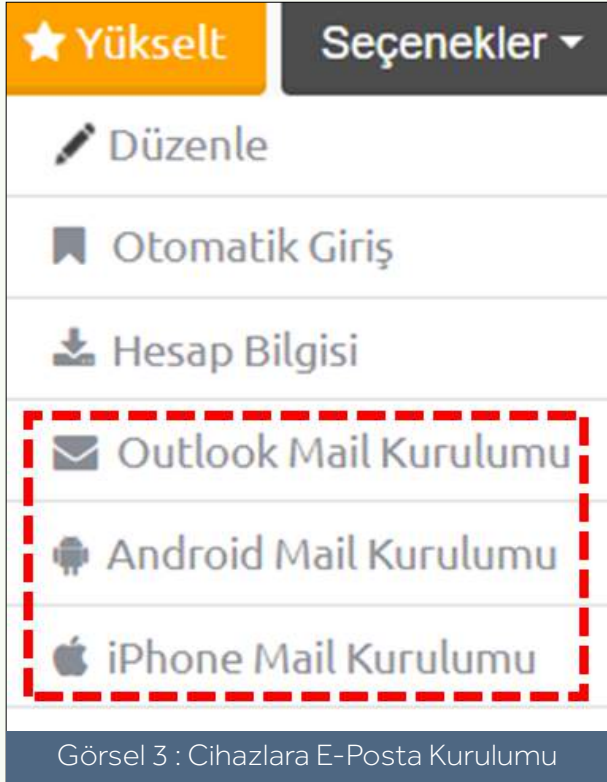 Yükselt Seçenekler
Düzenle
Otomatik Giriş
Hesap Bilgisi
Outlook Mail Kurulumu
Android Mail Kurulumu
iPhone Mail Kurulumu
Görsel 3 : Cihazlara E-Posta Kurulumu